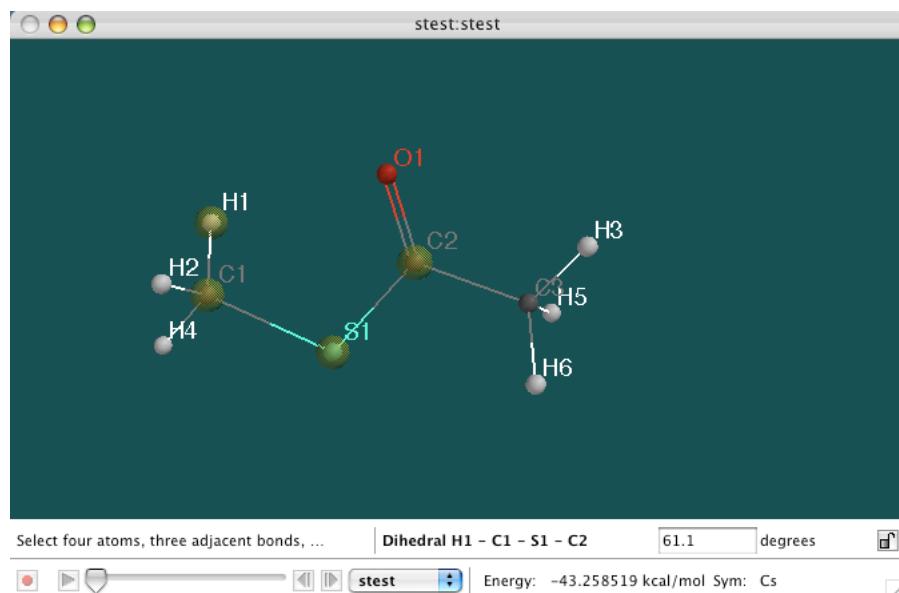 stest:stest
O1
H1
C2
H3
H2
C1
C3
H5
H4
S1
H6
Select four atoms, three adjacent bonds, ...
Dihedral H1 - C1 - S1 - C2
61.1
degrees
stest
Energy: -43.258519 kcal/mol Sym: Cs